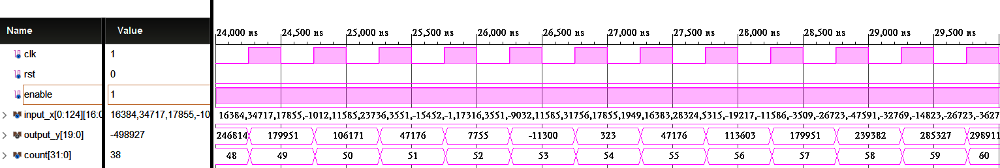 Name Value 24,000 ns 24,500 ns 25,000 ns 25,500 ns 26,000 ns 26,500 ns 27,000 ns 27,500 ns 28,000 ns 28,500 ns 29,000 ns 29,500 ns
clk 1
rst 0
enable 1
input_x[0:124][16:0 16384,34717,17855,-10 16384,34717,17855,-1012,11585,23736,3551,-15452,-1,17316,3551,-9032,11585,31756,17855,1949,16383,28324,5315,-19217,-11586,-3509,-26723,-47591,-32769,-14823,-26723,-3627
output_y[19:0] -498927 246814 179951 106171 47176 7755 -11300 323 47176 113603 179951 239382 285327 298911
count[31:0] 38 48 49 50 51 52 53 54 55 56 57 58 59 60